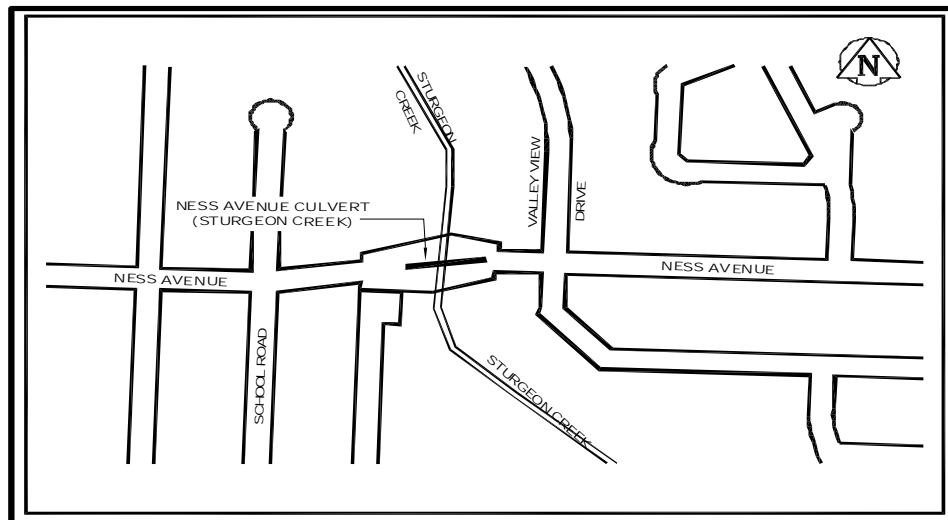 N
STURGEON
CREEK
VALLEY VIEW
DRIVE
NESS AVENUE CULVERT
(STURGEON CREEK)
NESS AVENUE
NESS AVENUE
SCHOOL ROAD
STURGEON CREEK